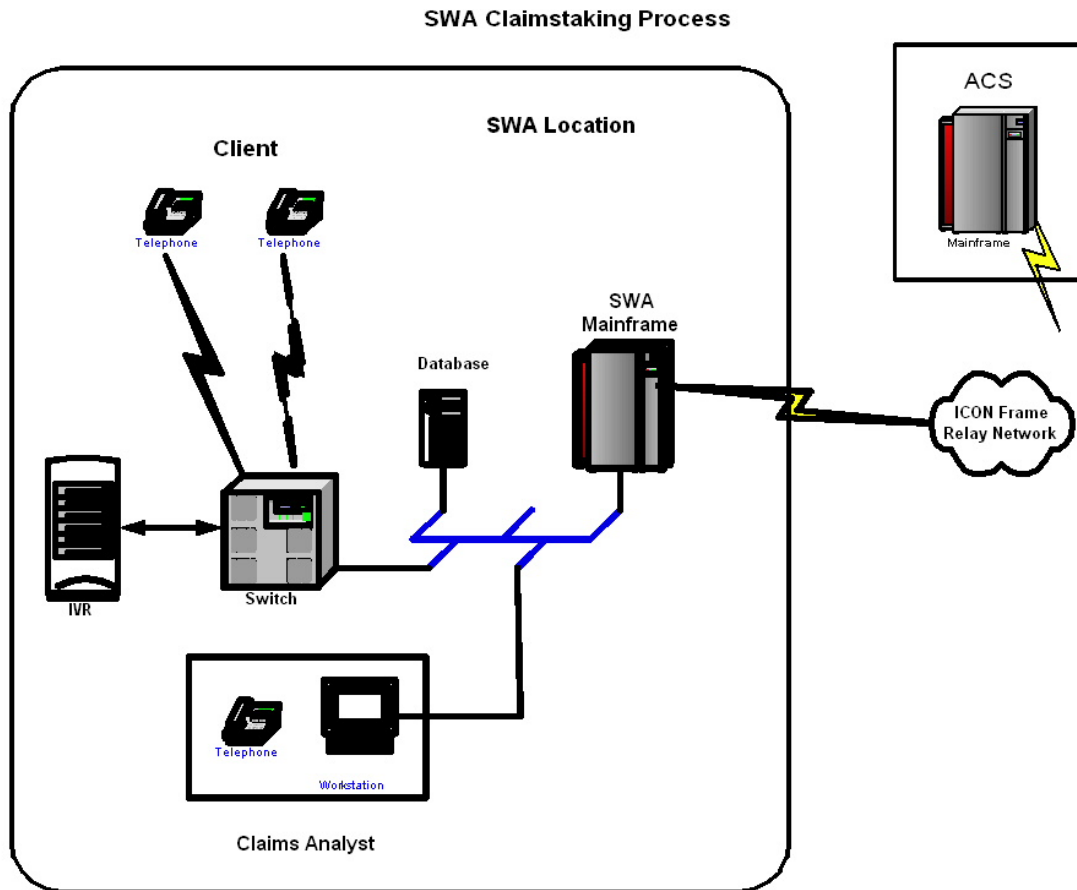 SWA Claimstaking Process
ACS
Mainframe
SWA Location
Client
Telephone
Telephone
SWA
Mainframe
Database
ICON Frame
Relay Network
IVR
Switch
Telephone
Workstation
Claims Analyst